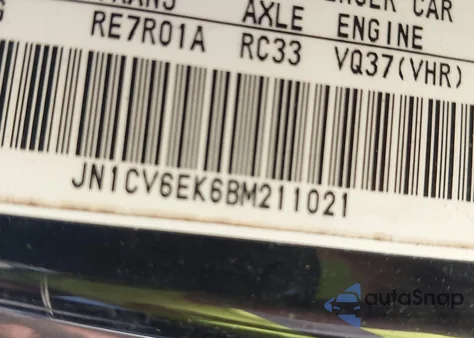 AXLE ENGINE
RE7R01A RC33 VQ37(VHR)
JN1CV6EK6BM211021
autoSnap